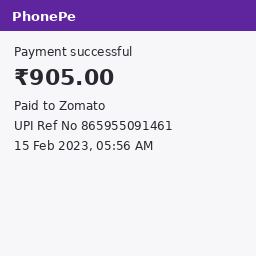 PhonePe
Payment successful
₹905.00
Paid to Zomato
UPI Ref No 865955091461
15 Feb 2023, 05:56 AM